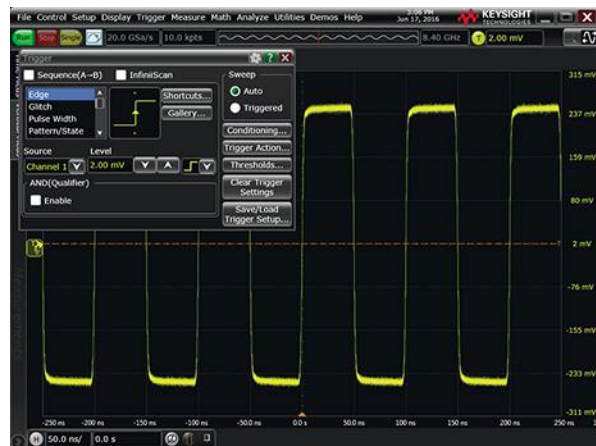 File Control Setup Display Trigger Measure Math Analyze Utilities Demos Help
3:06 PM
Jun 17, 2016
KEYSIGHT
TECHNOLOGIES
Run Stop Single 20.0 GSa/s 10.0 kpts 8.40 GHz T 2.00 mV
Trigger
Sequence(A→B) InfiniiScan
Edge
Glitch
Pulse Width
Pattern/State
Shortcuts...
Gallery...
Source Level
Channel 1 2.00 mV
AND(Qualifier)
Enable
Sweep
Auto
Triggered
Conditioning...
Trigger Action...
Thresholds...
Clear Trigger
Settings
Save/Load
Trigger Setup...
315 mV
237 mV
159 mV
80 mV
2 mV
-76 mV
-155 mV
-233 mV
-311 mV
Measurements
-250 ns -200 ns -150 ns -100 ns -50.0 ns 0.0 s 50.0 ns 100 ns 150 ns 200 ns 250 ns
H 50.0 ns/ 0.0 s